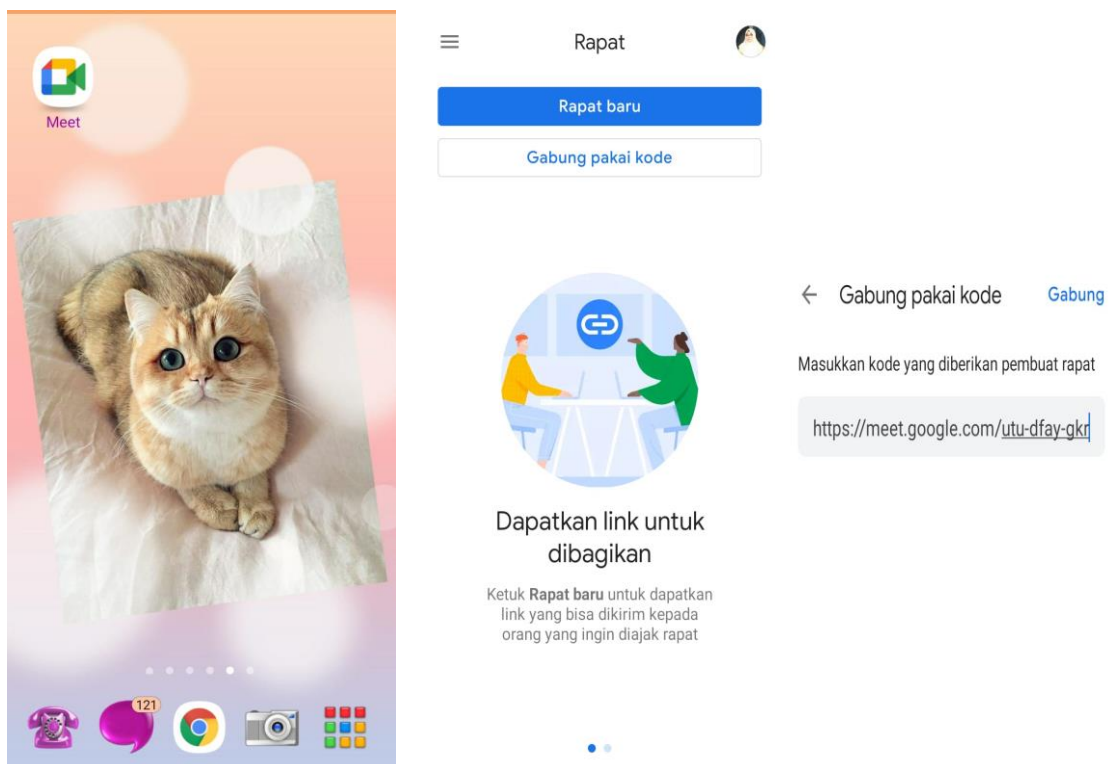 Meet
121
Rapat
Rapat baru
Gabung pakai kode
Dapatkan link untuk
dibagikan
Ketuk Rapat baru untuk dapatkan
link yang bisa dikirim kepada
orang yang ingin diajak rapat
Gabung pakai kode
Gabung
Masukkan kode yang diberikan pembuat rapat
https://meet.google.com/utu-dfay-gkr